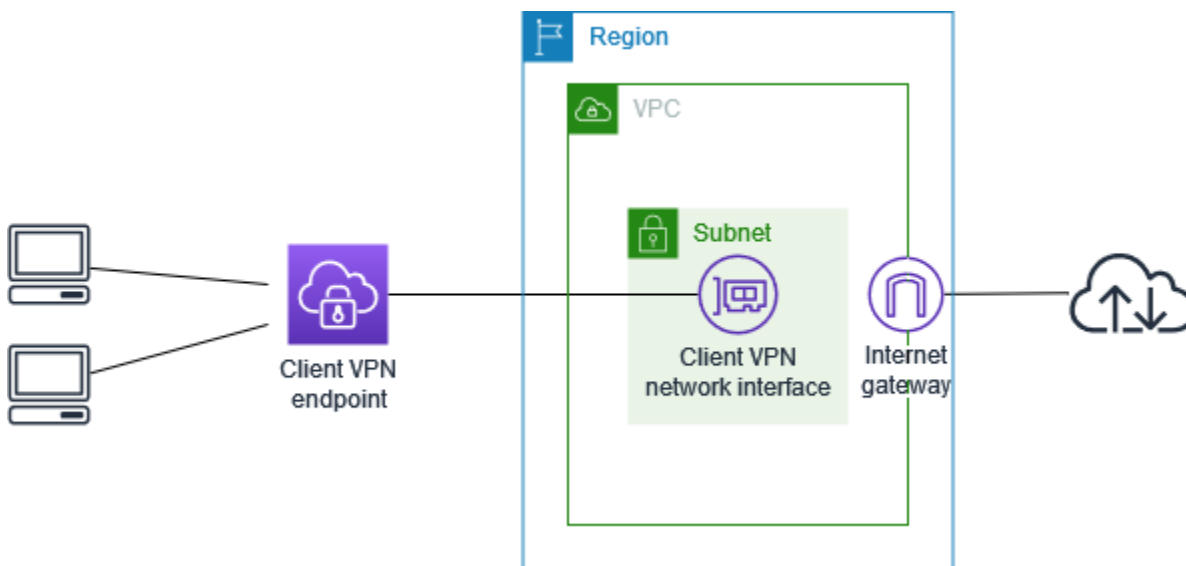 Region
VPC
Subnet
Client VPN
endpoint
Client VPN
network interface
Internet
gateway